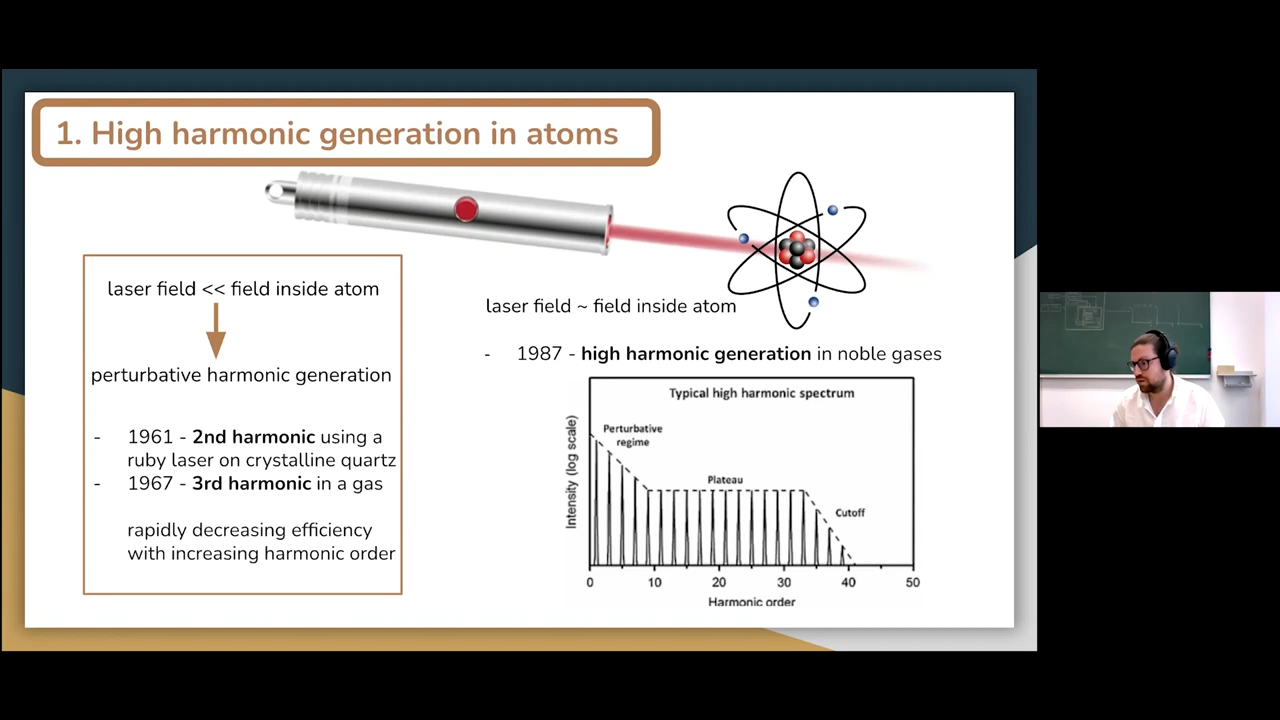 1. High harmonic generation in atoms
laser field << field inside atom
perturbative harmonic generation
- 1961 - 2nd harmonic using a
ruby laser on crystalline quartz
- 1967 - 3rd harmonic in a gas
rapidly decreasing efficiency
with increasing harmonic order
laser field ~ field inside atom
- 1987 - high harmonic generation in noble gases
Typical high harmonic spectrum
Intensity (log scale)
Perturbative
regime
Plateau
Cutoff
0 10 20 30 40 50
Harmonic order